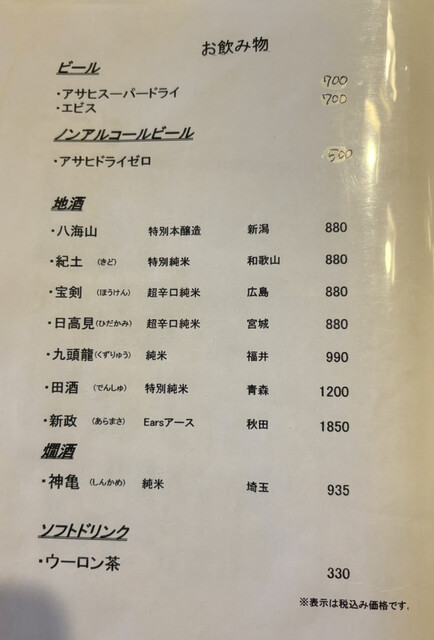 お飲み物
ビール
・アサヒスーパードライ 700
・エビス 700
ノンアルコールビール
・アサヒドライゼロ 500
地酒
・八海山 特別本醸造 新潟 880
・紀土 (きど) 特別純米 和歌山 880
・宝剣 (ほうけん) 超辛口純米 広島 880
・日高見 (ひだかみ) 超辛口純米 宮城 880
・九頭龍 (くずりゅう) 純米 福井 990
・田酒 (でんしゅ) 特別純米 青森 1200
・新政 (あらまさ) Earsアース 秋田 1850
燗酒
・神亀 (しんかめ) 純米 埼玉 935
ソフトドリンク
・ウーロン茶 330
※表示は税込み価格です。